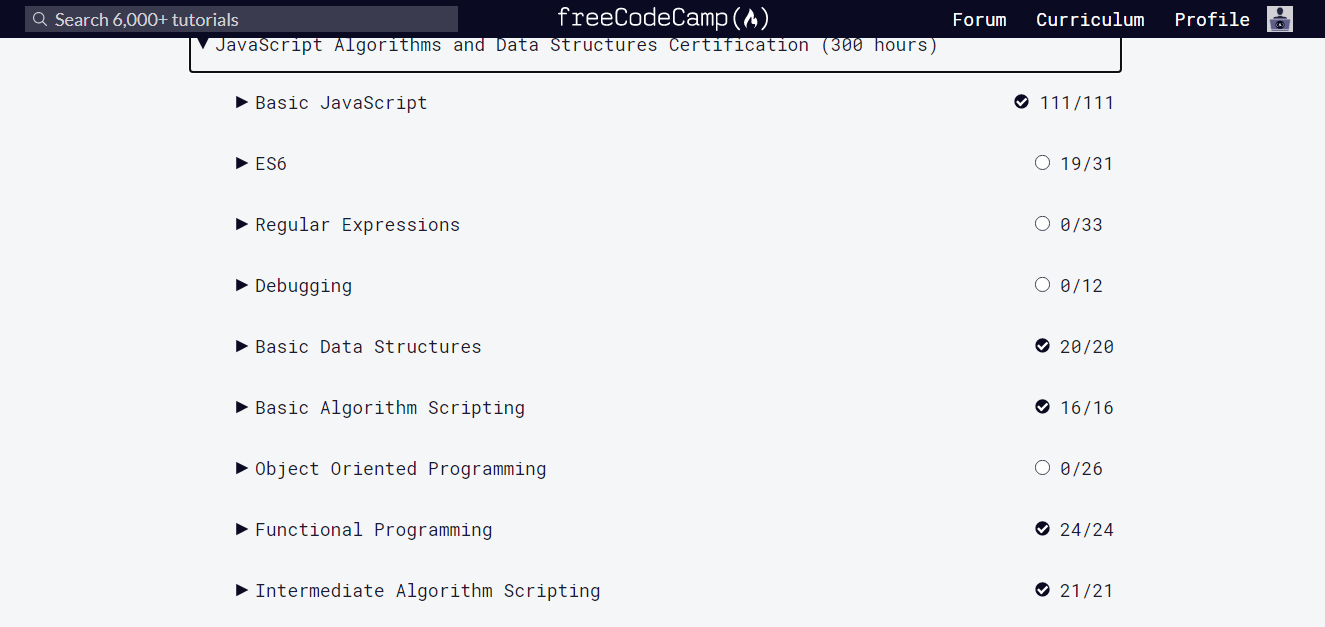 Search 6,000+ tutorials freeCodeCamp(🔥) Forum Curriculum Profile
JavaScript Algorithms and Data Structures Certification (300 hours)
Basic JavaScript 111/111
ES6 19/31
Regular Expressions 0/33
Debugging 0/12
Basic Data Structures 20/20
Basic Algorithm Scripting 16/16
Object Oriented Programming 0/26
Functional Programming 24/24
Intermediate Algorithm Scripting 21/21